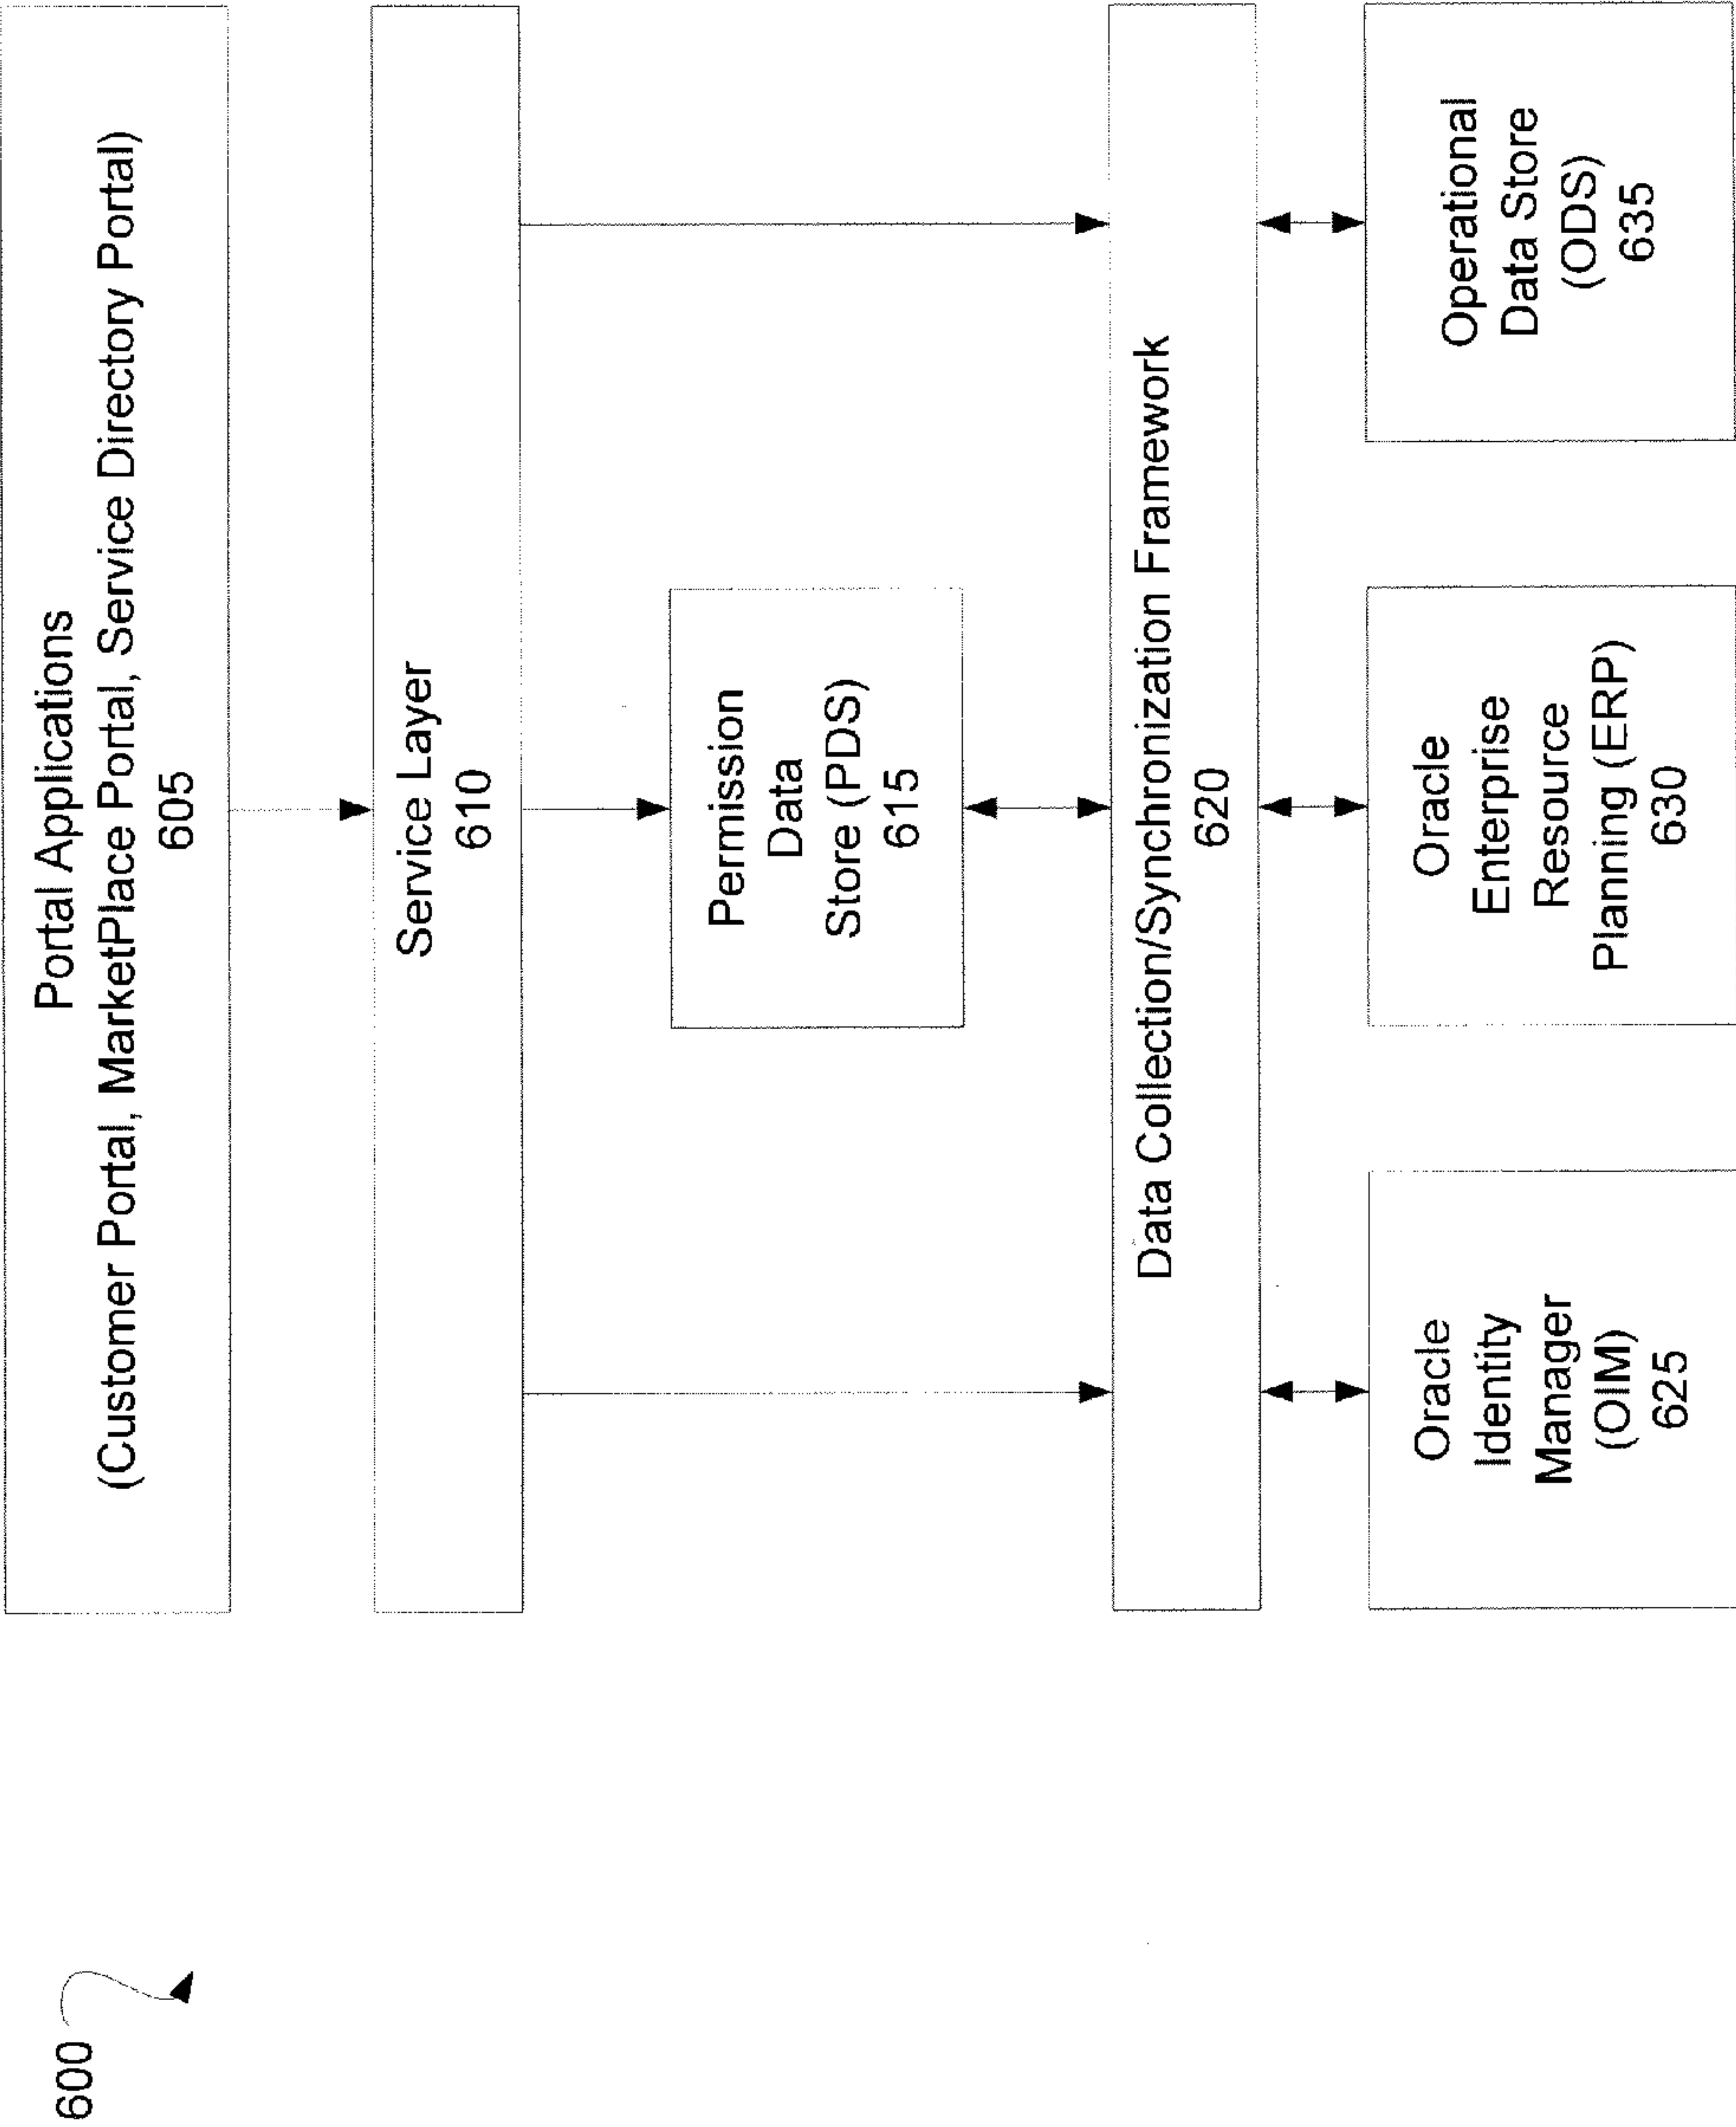 600
Portal Applications
(Customer Portal, MarketPlace Portal, Service Directory Portal)
605
Service Layer
610
Permission
Data
Store (PDS)
615
Data Collection/Synchronization Framework
620
Oracle
Identity
Manager
(OIM)
625
Oracle
Enterprise
Resource
Planning (ERP)
630
Operational
Data Store
(ODS)
635